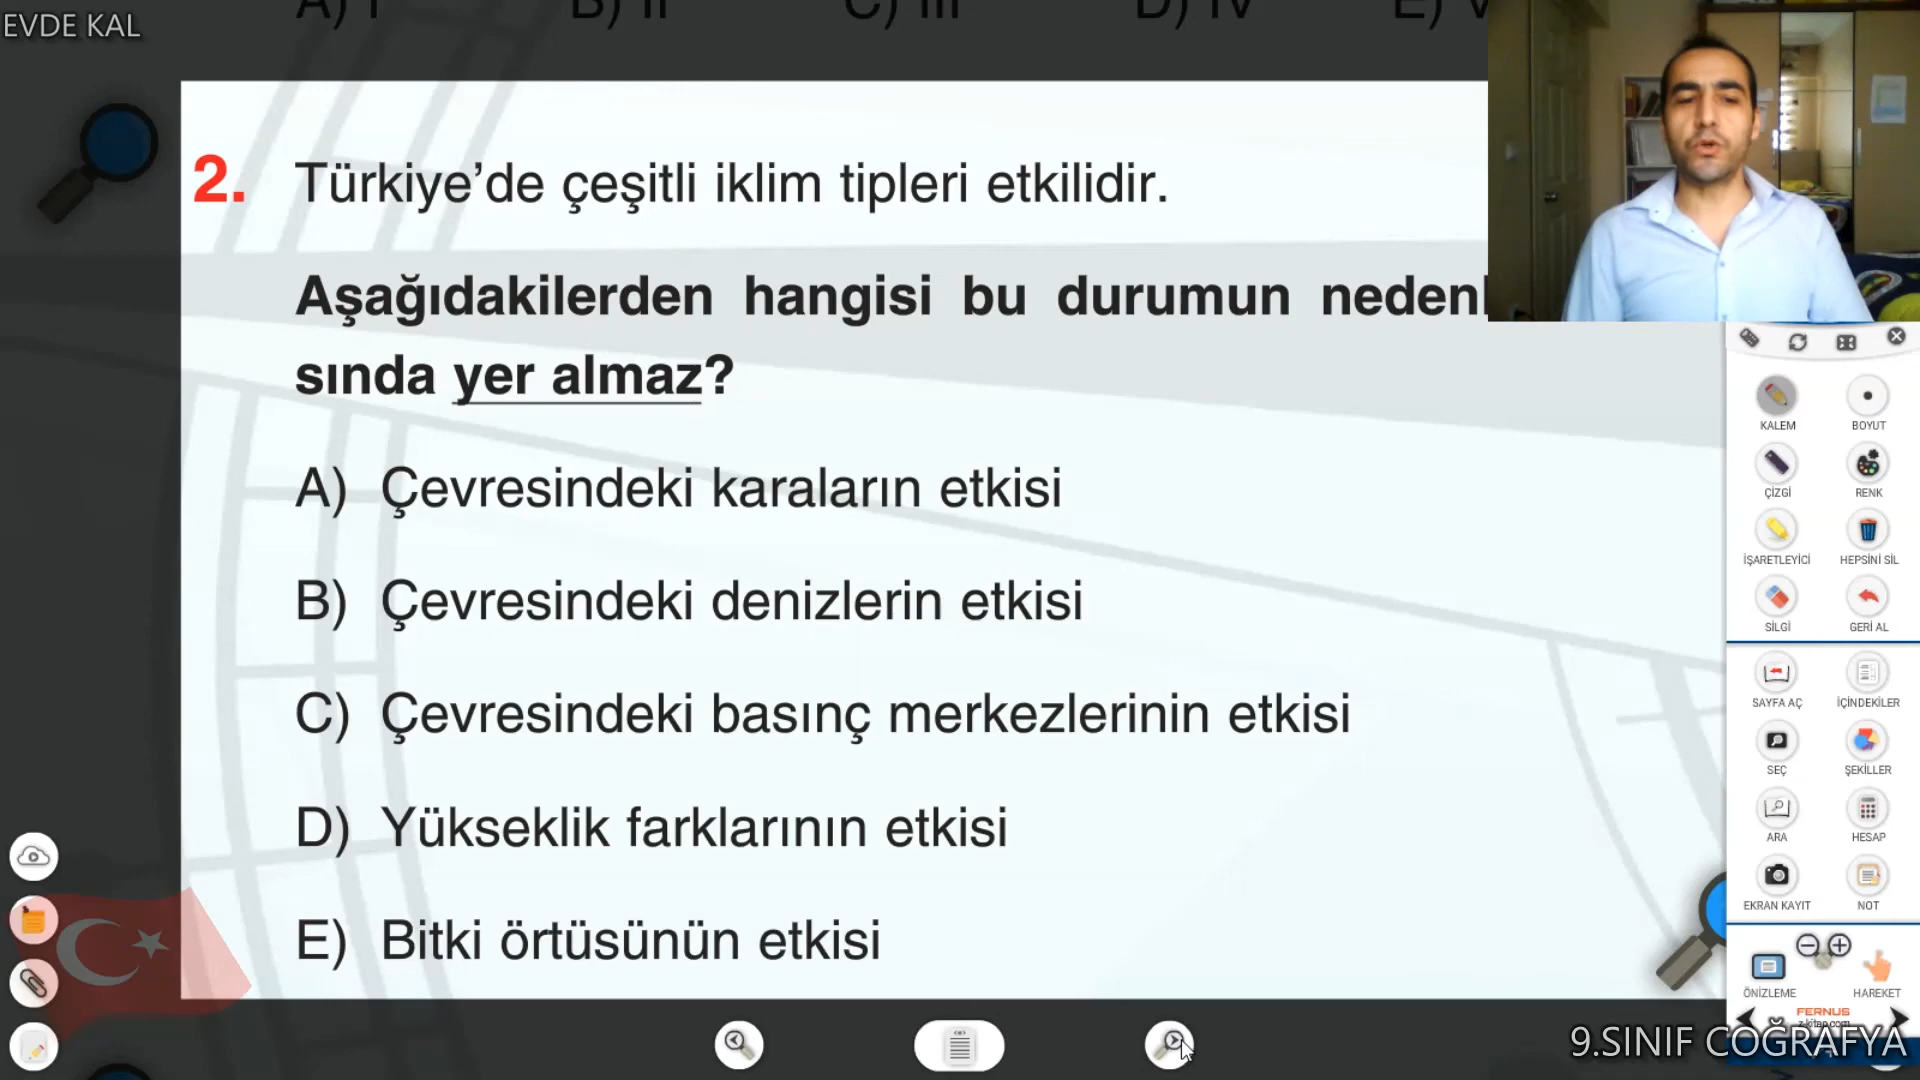 EVDE KAL
2. Türkiye’de çeşitli iklim tipleri etkilidir.
Aşağıdakilerden hangisi bu durumun
sında yer almaz?
A) Çevresindeki karaların etkisi
B) Çevresindeki denizlerin etkisi
C) Çevresindeki basınç merkezlerinin etkisi
D) Yükseklik farklarının etkisi
E) Bitki örtüsünün etkisi
KALEM BOYUT
ÇİZGİ RENK
İŞARETLEYİCİ HEPSİNİ SİL
SİLGİ GERİ AL
SAYFA AÇ İÇİNDEKİLER
SEÇ ŞEKİLLER
ARA HESAP
EKRAN KAYIT NOT
ÖNİZLEME HAREKET
FERNUS
z-kitap.com
9.SINIF COĞRAFYA